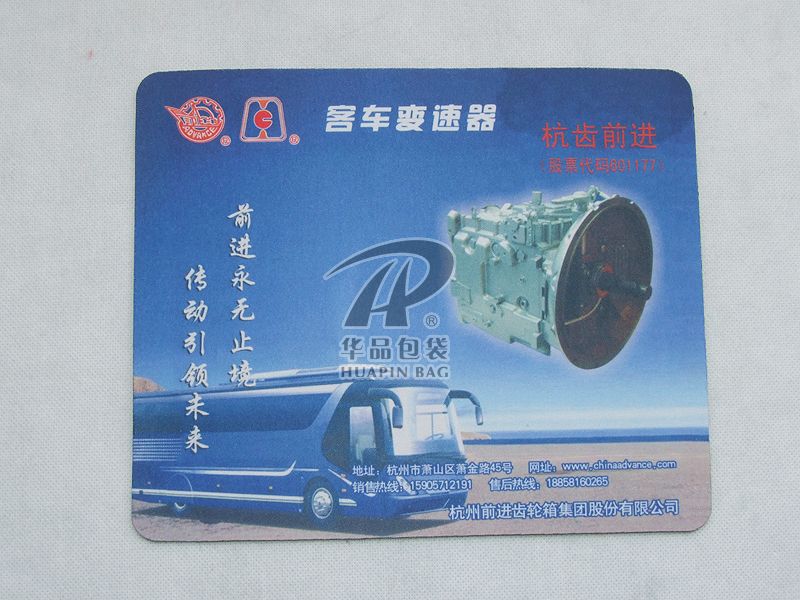 前进
ADVANCE
®
®
客车变速器
杭齿前进
（股票代码601177）
前进永无止境
传动引领未来
®
华品包袋
HUAPIN BAG
地址：杭州市萧山区萧金路45号 网址：www.chinaadvance.com
销售热线：15905712191 售后热线：18858160265
杭州前进齿轮箱集团股份有限公司